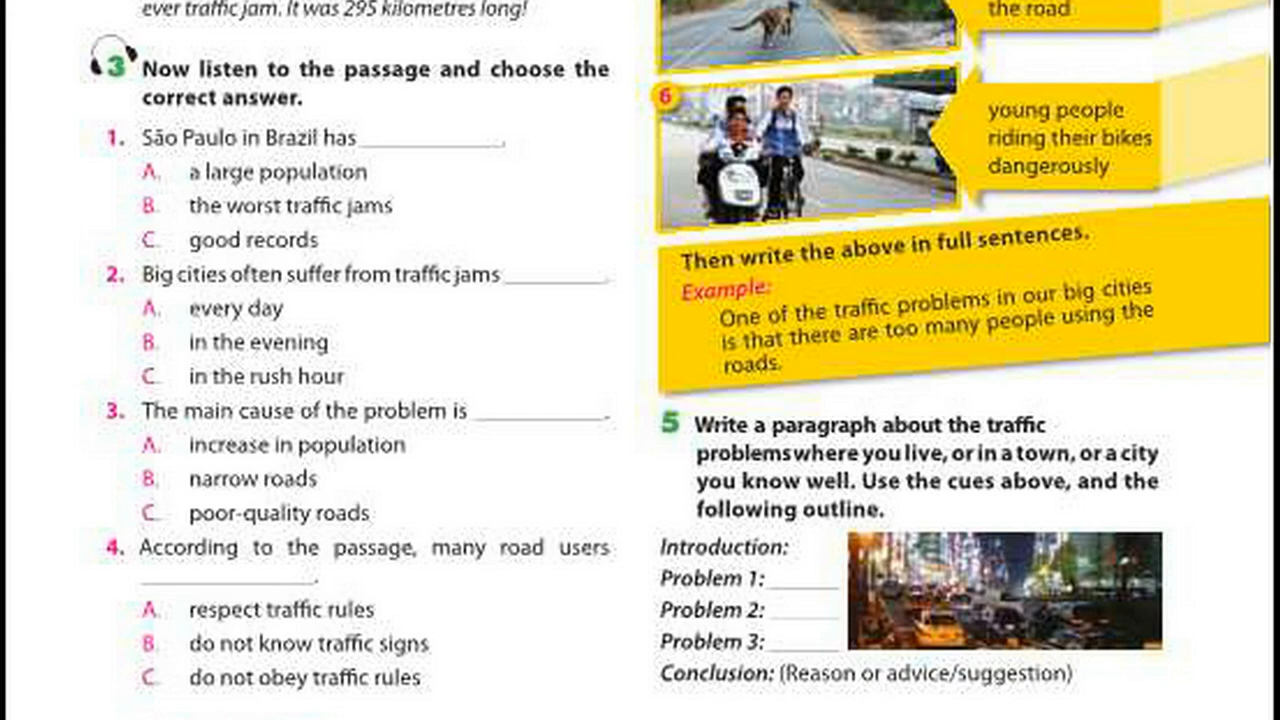 ever traffic jam. It was 295 kilometres long!
3 Now listen to the passage and choose the
correct answer.
1. São Paulo in Brazil has ____________.
A. a large population
B. the worst traffic jams
C. good records
2. Big cities often suffer from traffic jams ____________.
A. every day
B. in the evening
C. in the rush hour
3. The main cause of the problem is ____________.
A. increase in population
B. narrow roads
C. poor-quality roads
4. According to the passage, many road users
____________.
A. respect traffic rules
B. do not know traffic signs
C. do not obey traffic rules
the road
6
young people
riding their bikes
dangerously
Then write the above in full sentences.
Example:
One of the traffic problems in our big cities
is that there are too many people using the
roads.
5 Write a paragraph about the traffic
problems where you live, or in a town, or a city
you know well. Use the cues above, and the
following outline.
Introduction:
Problem 1: ______
Problem 2: ______
Problem 3: ______
Conclusion: (Reason or advice/suggestion)